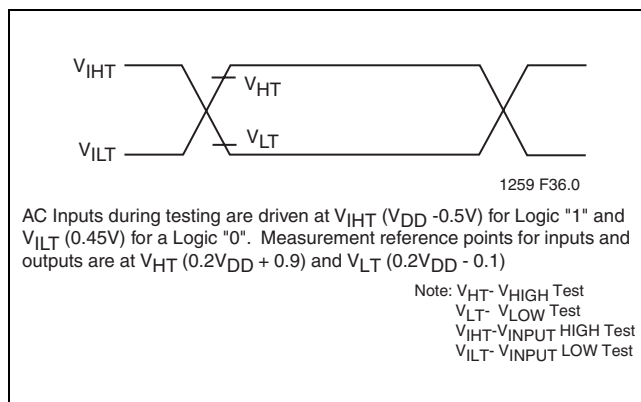 VIHT
VHT
VLT
VILT
1259 F36.0
AC Inputs during testing are driven at VIHT (VDD -0.5V) for Logic "1" and
VILT (0.45V) for a Logic "0". Measurement reference points for inputs and
outputs are at VHT (0.2VDD + 0.9) and VLT (0.2VDD - 0.1)
Note: VHT- VHIGH Test
VLT- VLOW Test
VIHT-VINPUT HIGH Test
VILT- VINPUT LOW Test